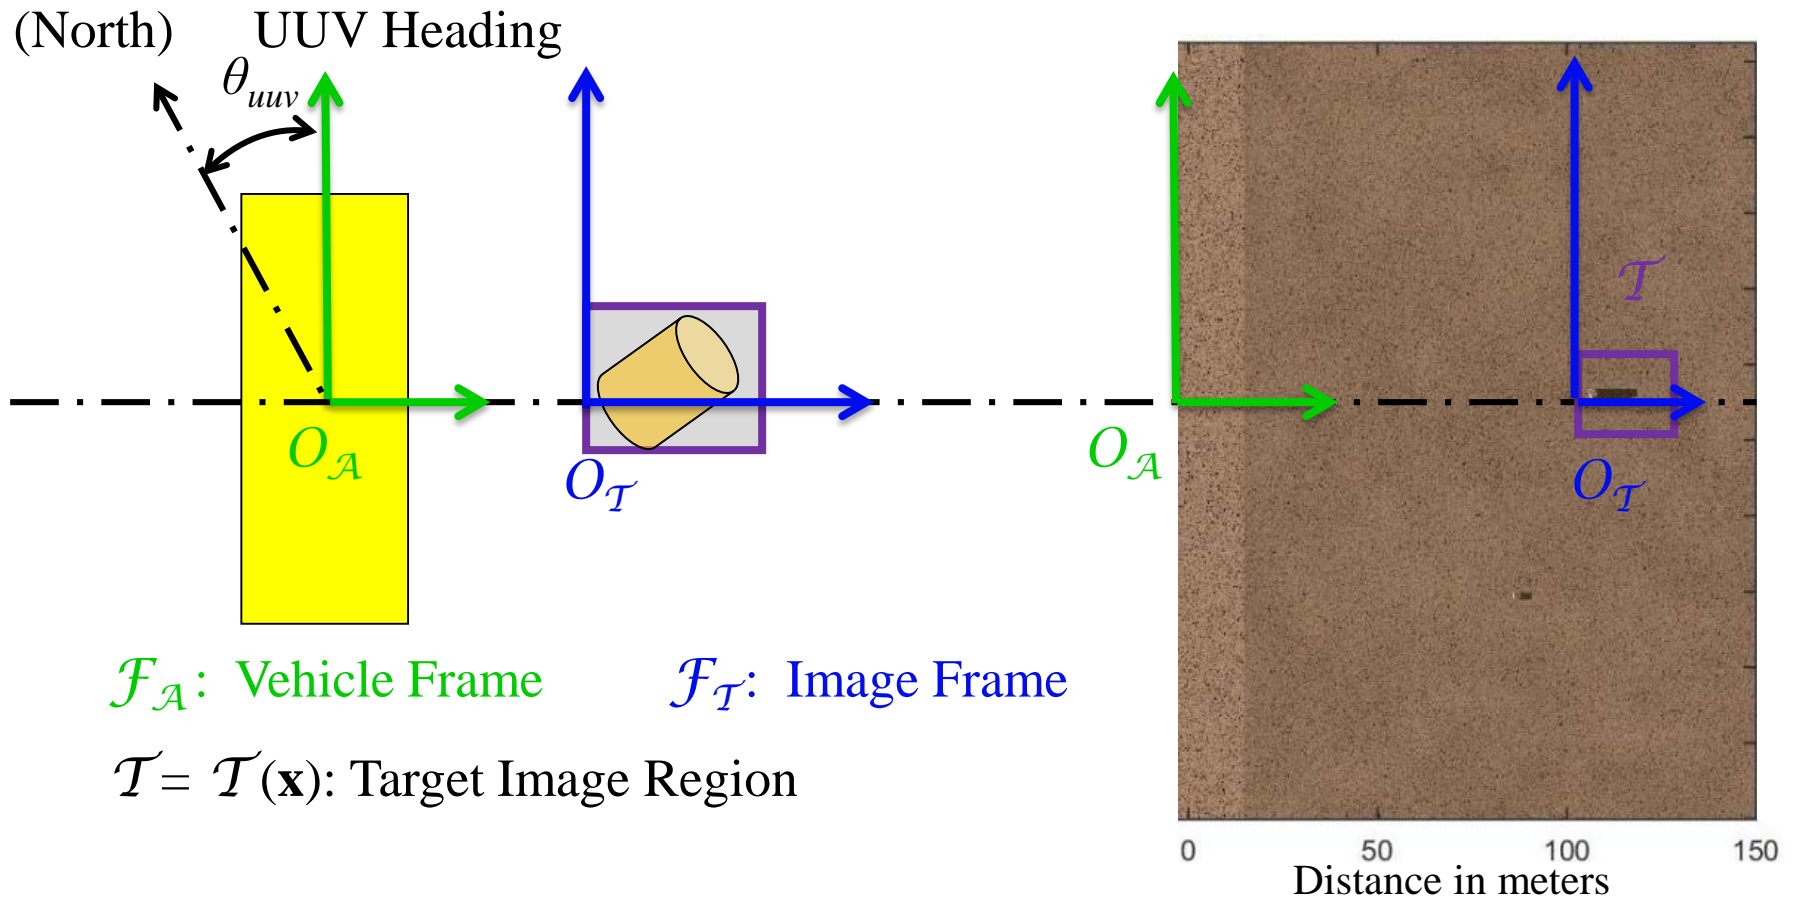 (North) UUV Heading
θuuv
𝒯
O𝒜
O𝒯
O𝒜
O𝒯
ℱ𝒜: Vehicle Frame
ℱ𝒯: Image Frame
𝒯= 𝒯(x): Target Image Region
0 50 100 150
Distance in meters